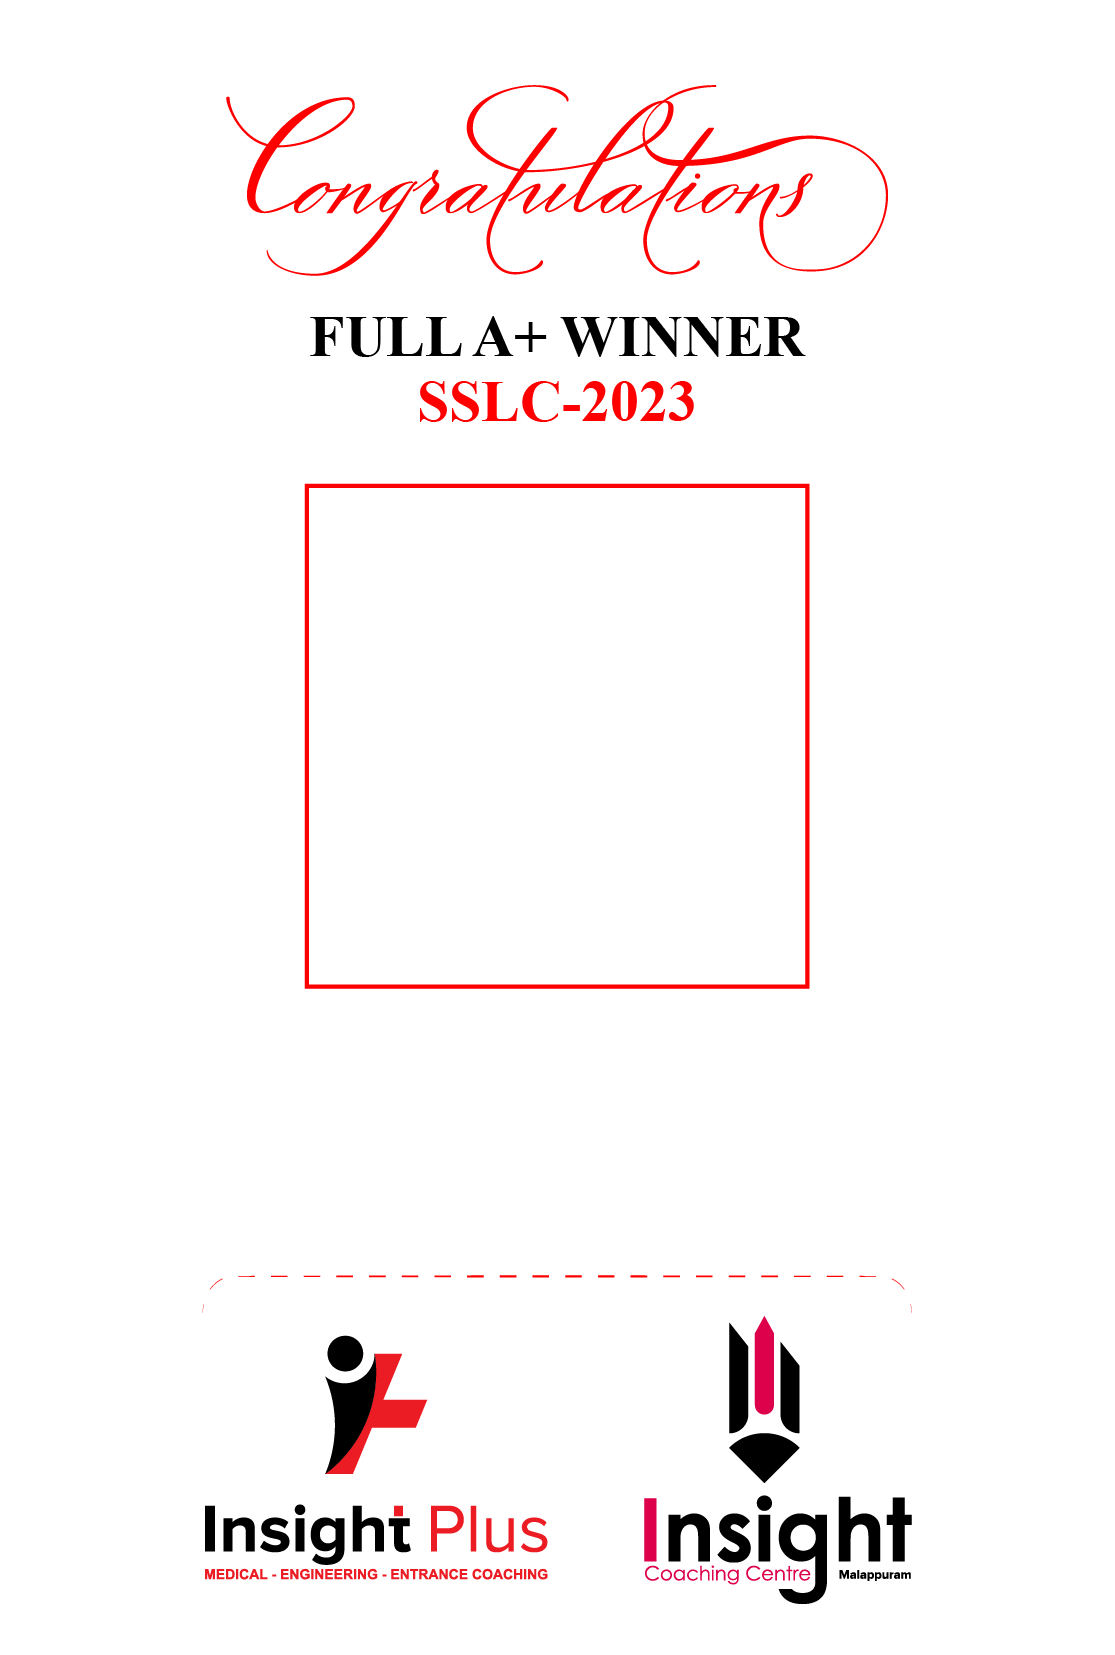 Congratulations
FULL A+ WINNER
SSLC-2023
Insight Plus
MEDICAL - ENGINEERING - ENTRANCE COACHING
Insight
Coaching Centre Malappuram